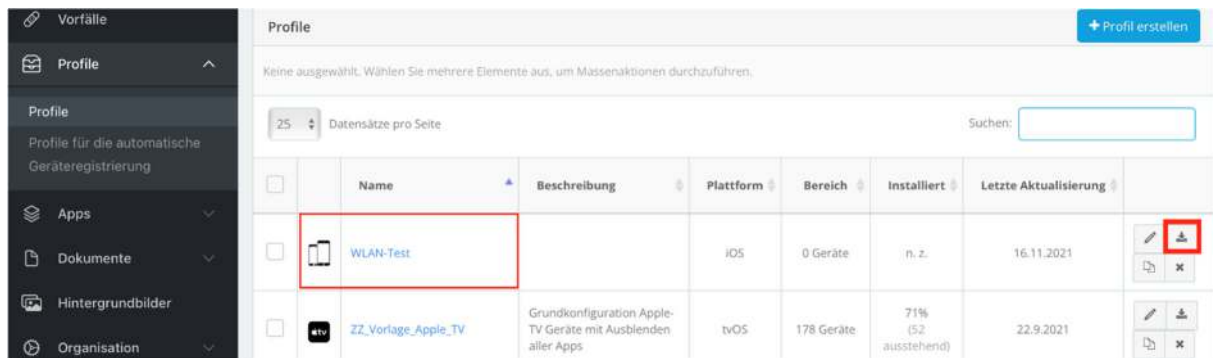 Vorfälle
Profile
Profile
Profile für die automatische
Geräteregistrierung
Apps
Dokumente
Hintergrundbilder
Organisation
Profile
+ Profil erstellen
Keine ausgewählt. Wählen Sie mehrere Elemente aus, um Massenaktionen durchzuführen.
25 Datensätze pro Seite
Suchen:
Name Beschreibung Plattform Bereich Installiert Letzte Aktualisierung
WLAN-Test iOS 0 Geräte n. z. 16.11.2021
tv ZZ_Vorlage_Apple_TV Grundkonfiguration Apple-
TV Geräte mit Ausblenden
aller Apps
tvOS 178 Geräte
71%
(52
ausstehend)
22.9.2021